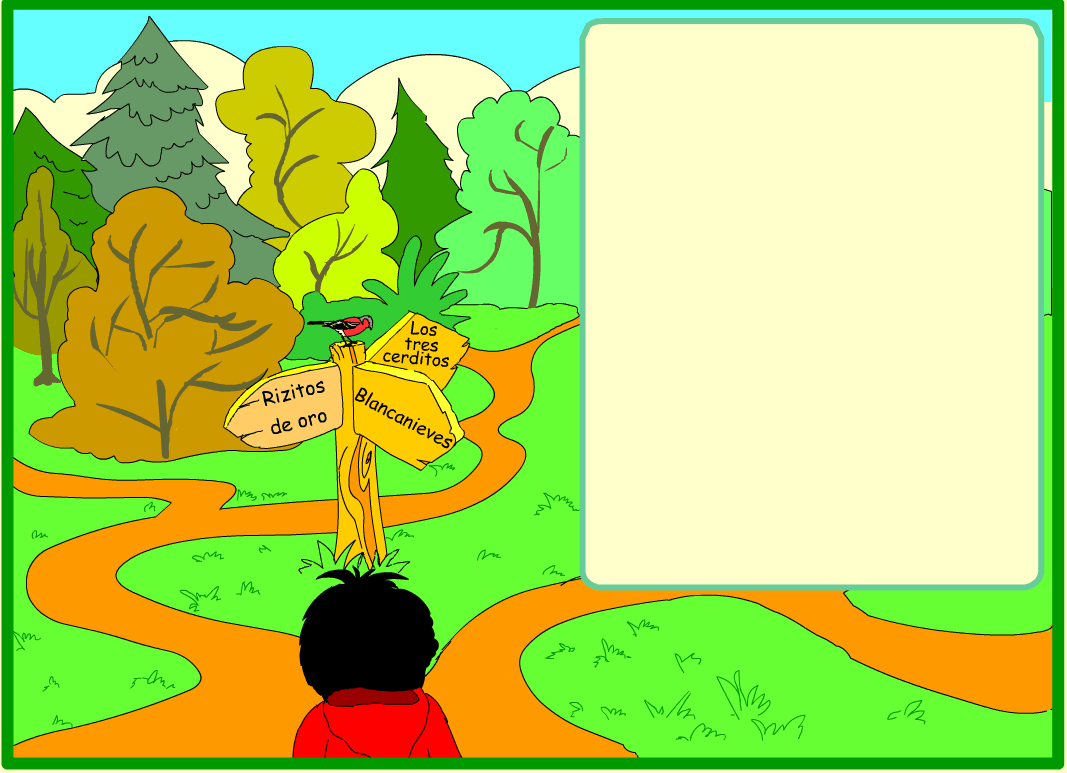 Los
tres
cerditos
Rizitos
de oro
Blancanieves